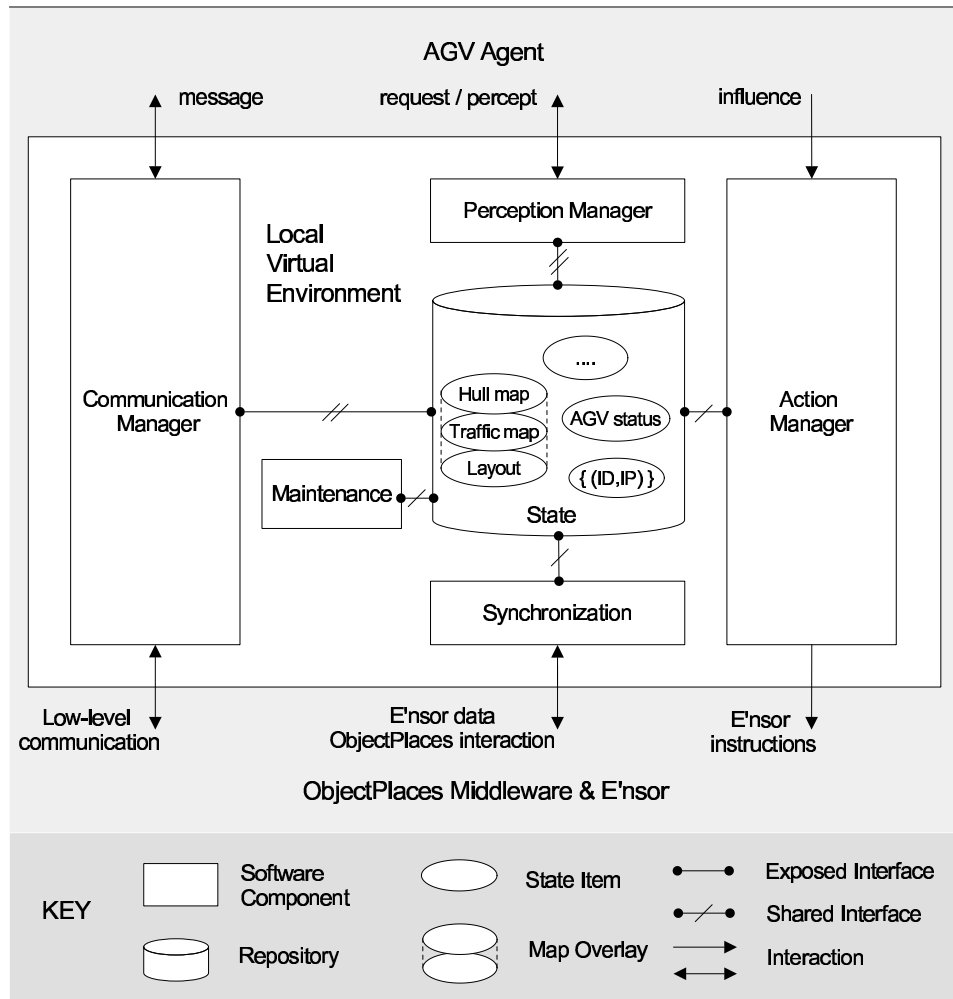 AGV Agent
message
request / percept
influence
Perception Manager
Local
Virtual
Environment
Communication
Manager
....
Hull map
Traffic map
Layout
AGV status
{ (ID,IP) }
State
Action
Manager
Maintenance
Synchronization
Low-level
communication
E'nsor data
ObjectPlaces interaction
E'nsor
instructions
ObjectPlaces Middleware & E'nsor
KEY
Software
Component
Repository
State Item
Map Overlay
Exposed Interface
Shared Interface
Interaction